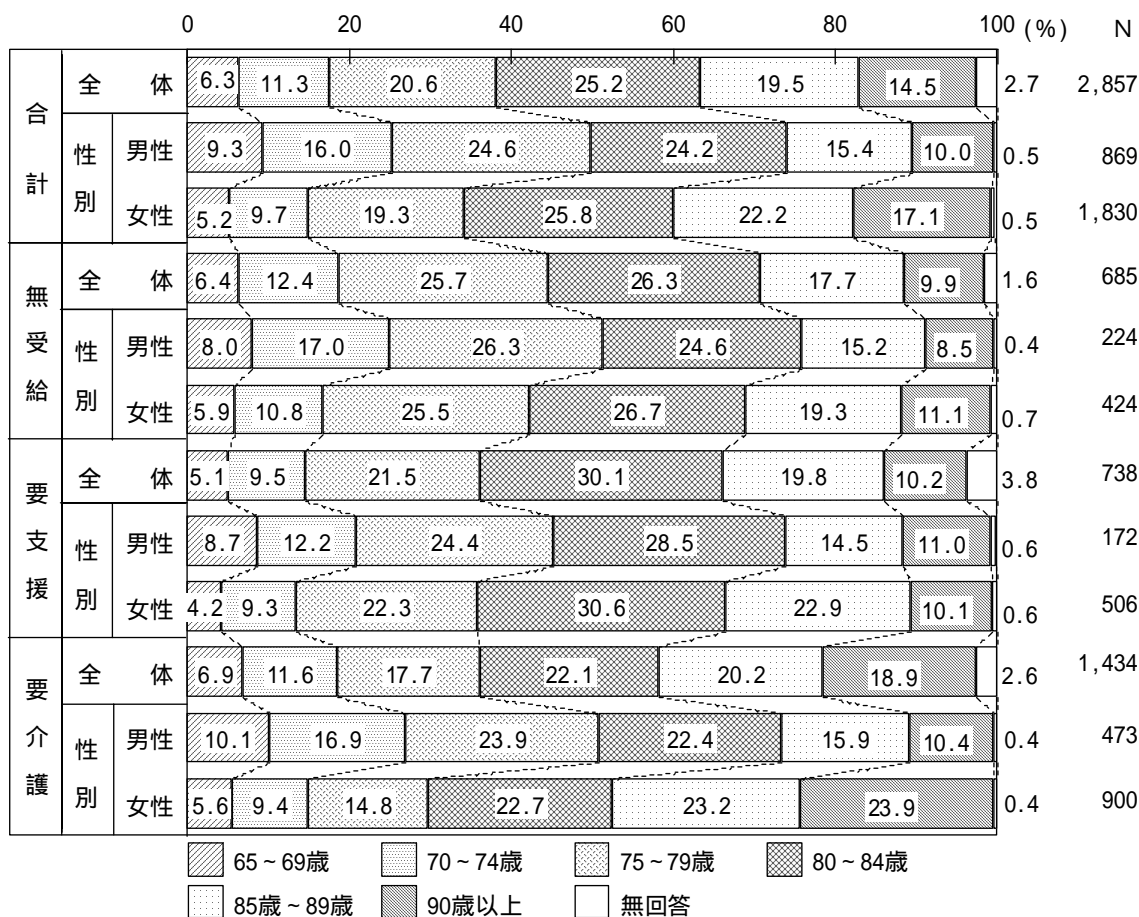 0 20 40 60 80 100 (%) N
合計 全体 6.3 11.3 20.6 25.2 19.5 14.5 2.7 2,857
性別 男性 9.3 16.0 24.6 24.2 15.4 10.0 0.5 869
女性 5.2 9.7 19.3 25.8 22.2 17.1 0.5 1,830
無受給 全体 6.4 12.4 25.7 26.3 17.7 9.9 1.6 685
性別 男性 8.0 17.0 26.3 24.6 15.2 8.5 0.4 224
女性 5.9 10.8 25.5 26.7 19.3 11.1 0.7 424
要支援 全体 5.1 9.5 21.5 30.1 19.8 10.2 3.8 738
性別 男性 8.7 12.2 24.4 28.5 14.5 11.0 0.6 172
女性 4.2 9.3 22.3 30.6 22.9 10.1 0.6 506
要介護 全体 6.9 11.6 17.7 22.1 20.2 18.9 2.6 1,434
性別 男性 10.1 16.9 23.9 22.4 15.9 10.4 0.4 473
女性 5.6 9.4 14.8 22.7 23.2 23.9 0.4 900
65～69歳 70～74歳 75～79歳 80～84歳
85歳～89歳 90歳以上 無回答